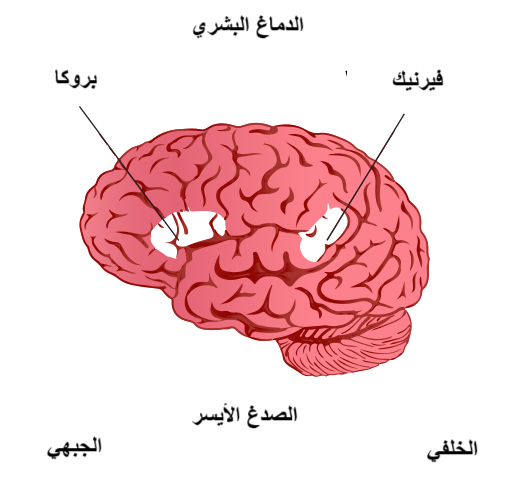 الدماغ البشري
فيرنيك
بروكا
الصدغ الأيسر
الخلفي
الجبهي